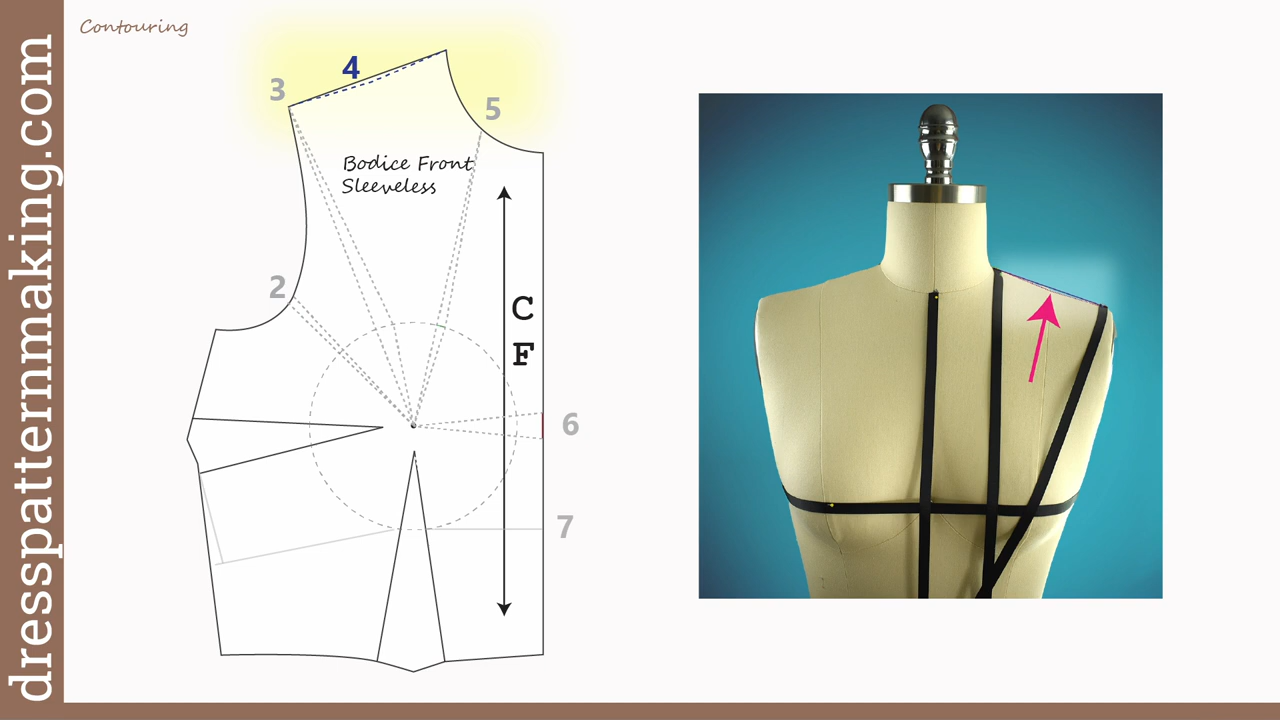 dresspatternmaking.com
Contouring
3
4
5
Bodice Front
Sleeveless
2
C
F
6
7